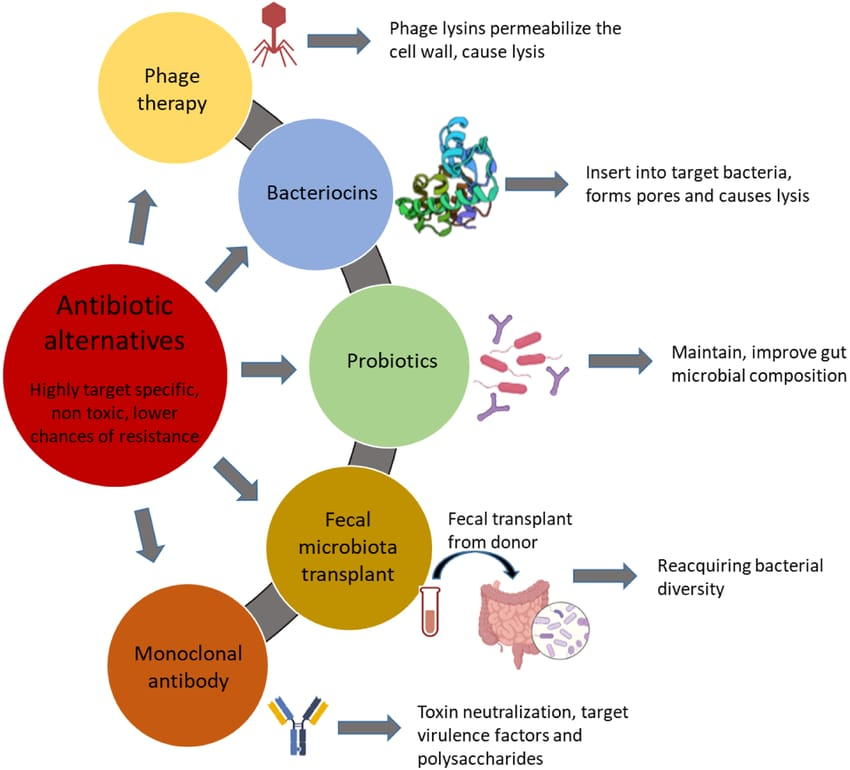 Phage lysins permeabilize the
cell wall, cause lysis
Phage
therapy
Bacteriocins
Insert into target bacteria,
forms pores and causes lysis
Antibiotic
alternatives
Highly target specific,
non toxic, lower
chances of resistance
Probiotics
Maintain, improve gut
microbial composition
Fecal
microbiota
transplant
Fecal transplant
from donor
Reacquiring bacterial
diversity
Monoclonal
antibody
Toxin neutralization, target
virulence factors and
polysaccharides